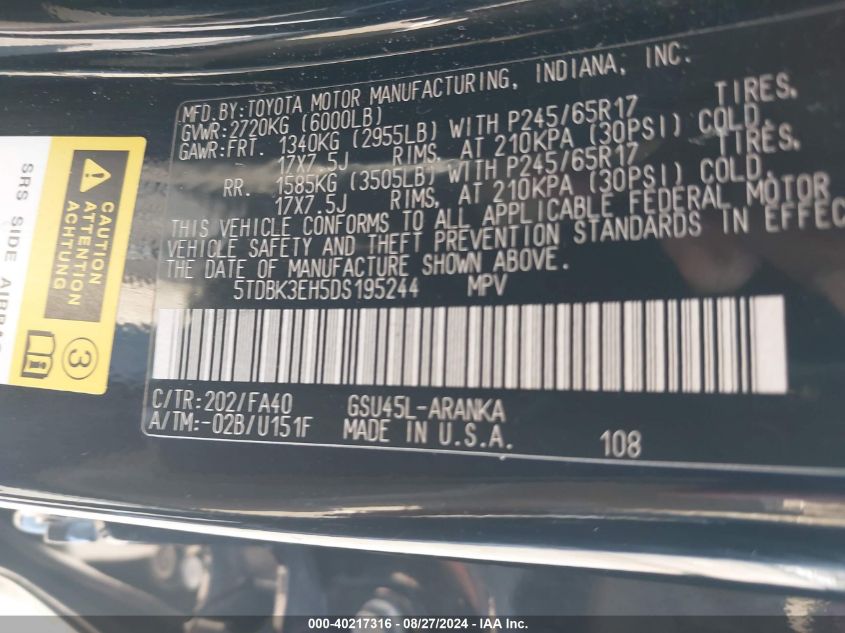 MFD. BY: TOYOTA MOTOR MANUFACTURING, INDIANA, INC.
GVWR: 2720KG (6000LB)
GAWR: FRT. 1340KG (2955LB) WITH P245/65R17 TIRES,
17X7.5J RIMS, AT 210KPA (30PSI) COLD.
RR. 1585KG (3505LB) WITH P245/65R17 TIRES,
17X7.5J RIMS, AT 210KPA (30PSI) COLD.
THIS VEHICLE CONFORMS TO ALL APPLICABLE FEDERAL MOTOR
VEHICLE SAFETY AND THEFT PREVENTION STANDARDS IN EFFEC
THE DATE OF MANUFACTURE SHOWN ABOVE.
5TDBK3EH5DS195244 MPV
C/TR: 202/FA40 GSU45L-ARANKA
A/TM: -02B/U151F MADE IN U.S.A. 108
SRS SIDE AIRBAG
CAUTION
ATTENTION
ACHTUNG
3
000-40217316 - 08/27/2024 - IAA Inc.